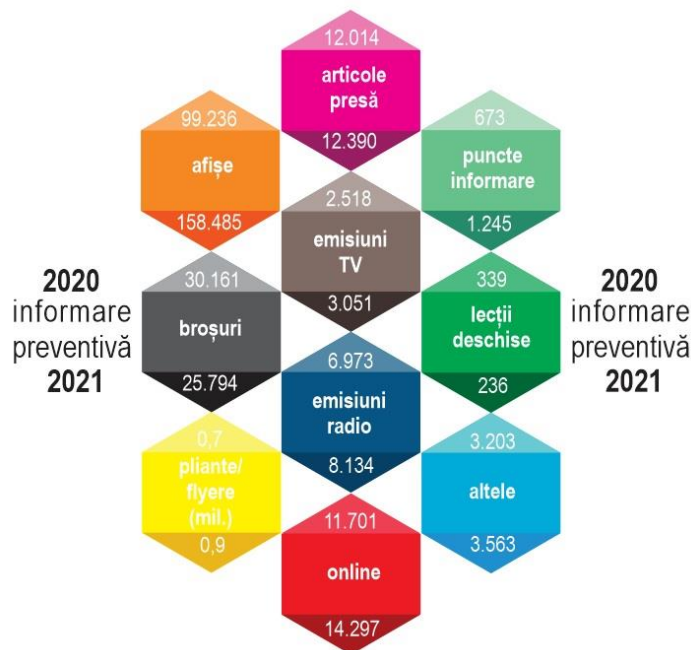 12.014
articole
presă
12.390
99.236
afișe
158.485
673
puncte
informare
1.245
2.518
emisiuni
TV
3.051
2020
informare
preventivă
2021
30.161
broșuri
25.794
339
lecții
deschise
236
2020
informare
preventivă
2021
6.973
emisiuni
radio
8.134
0,7
pliante/
flyere
(mil.)
0,9
3.203
altele
3.563
11.701
online
14.297